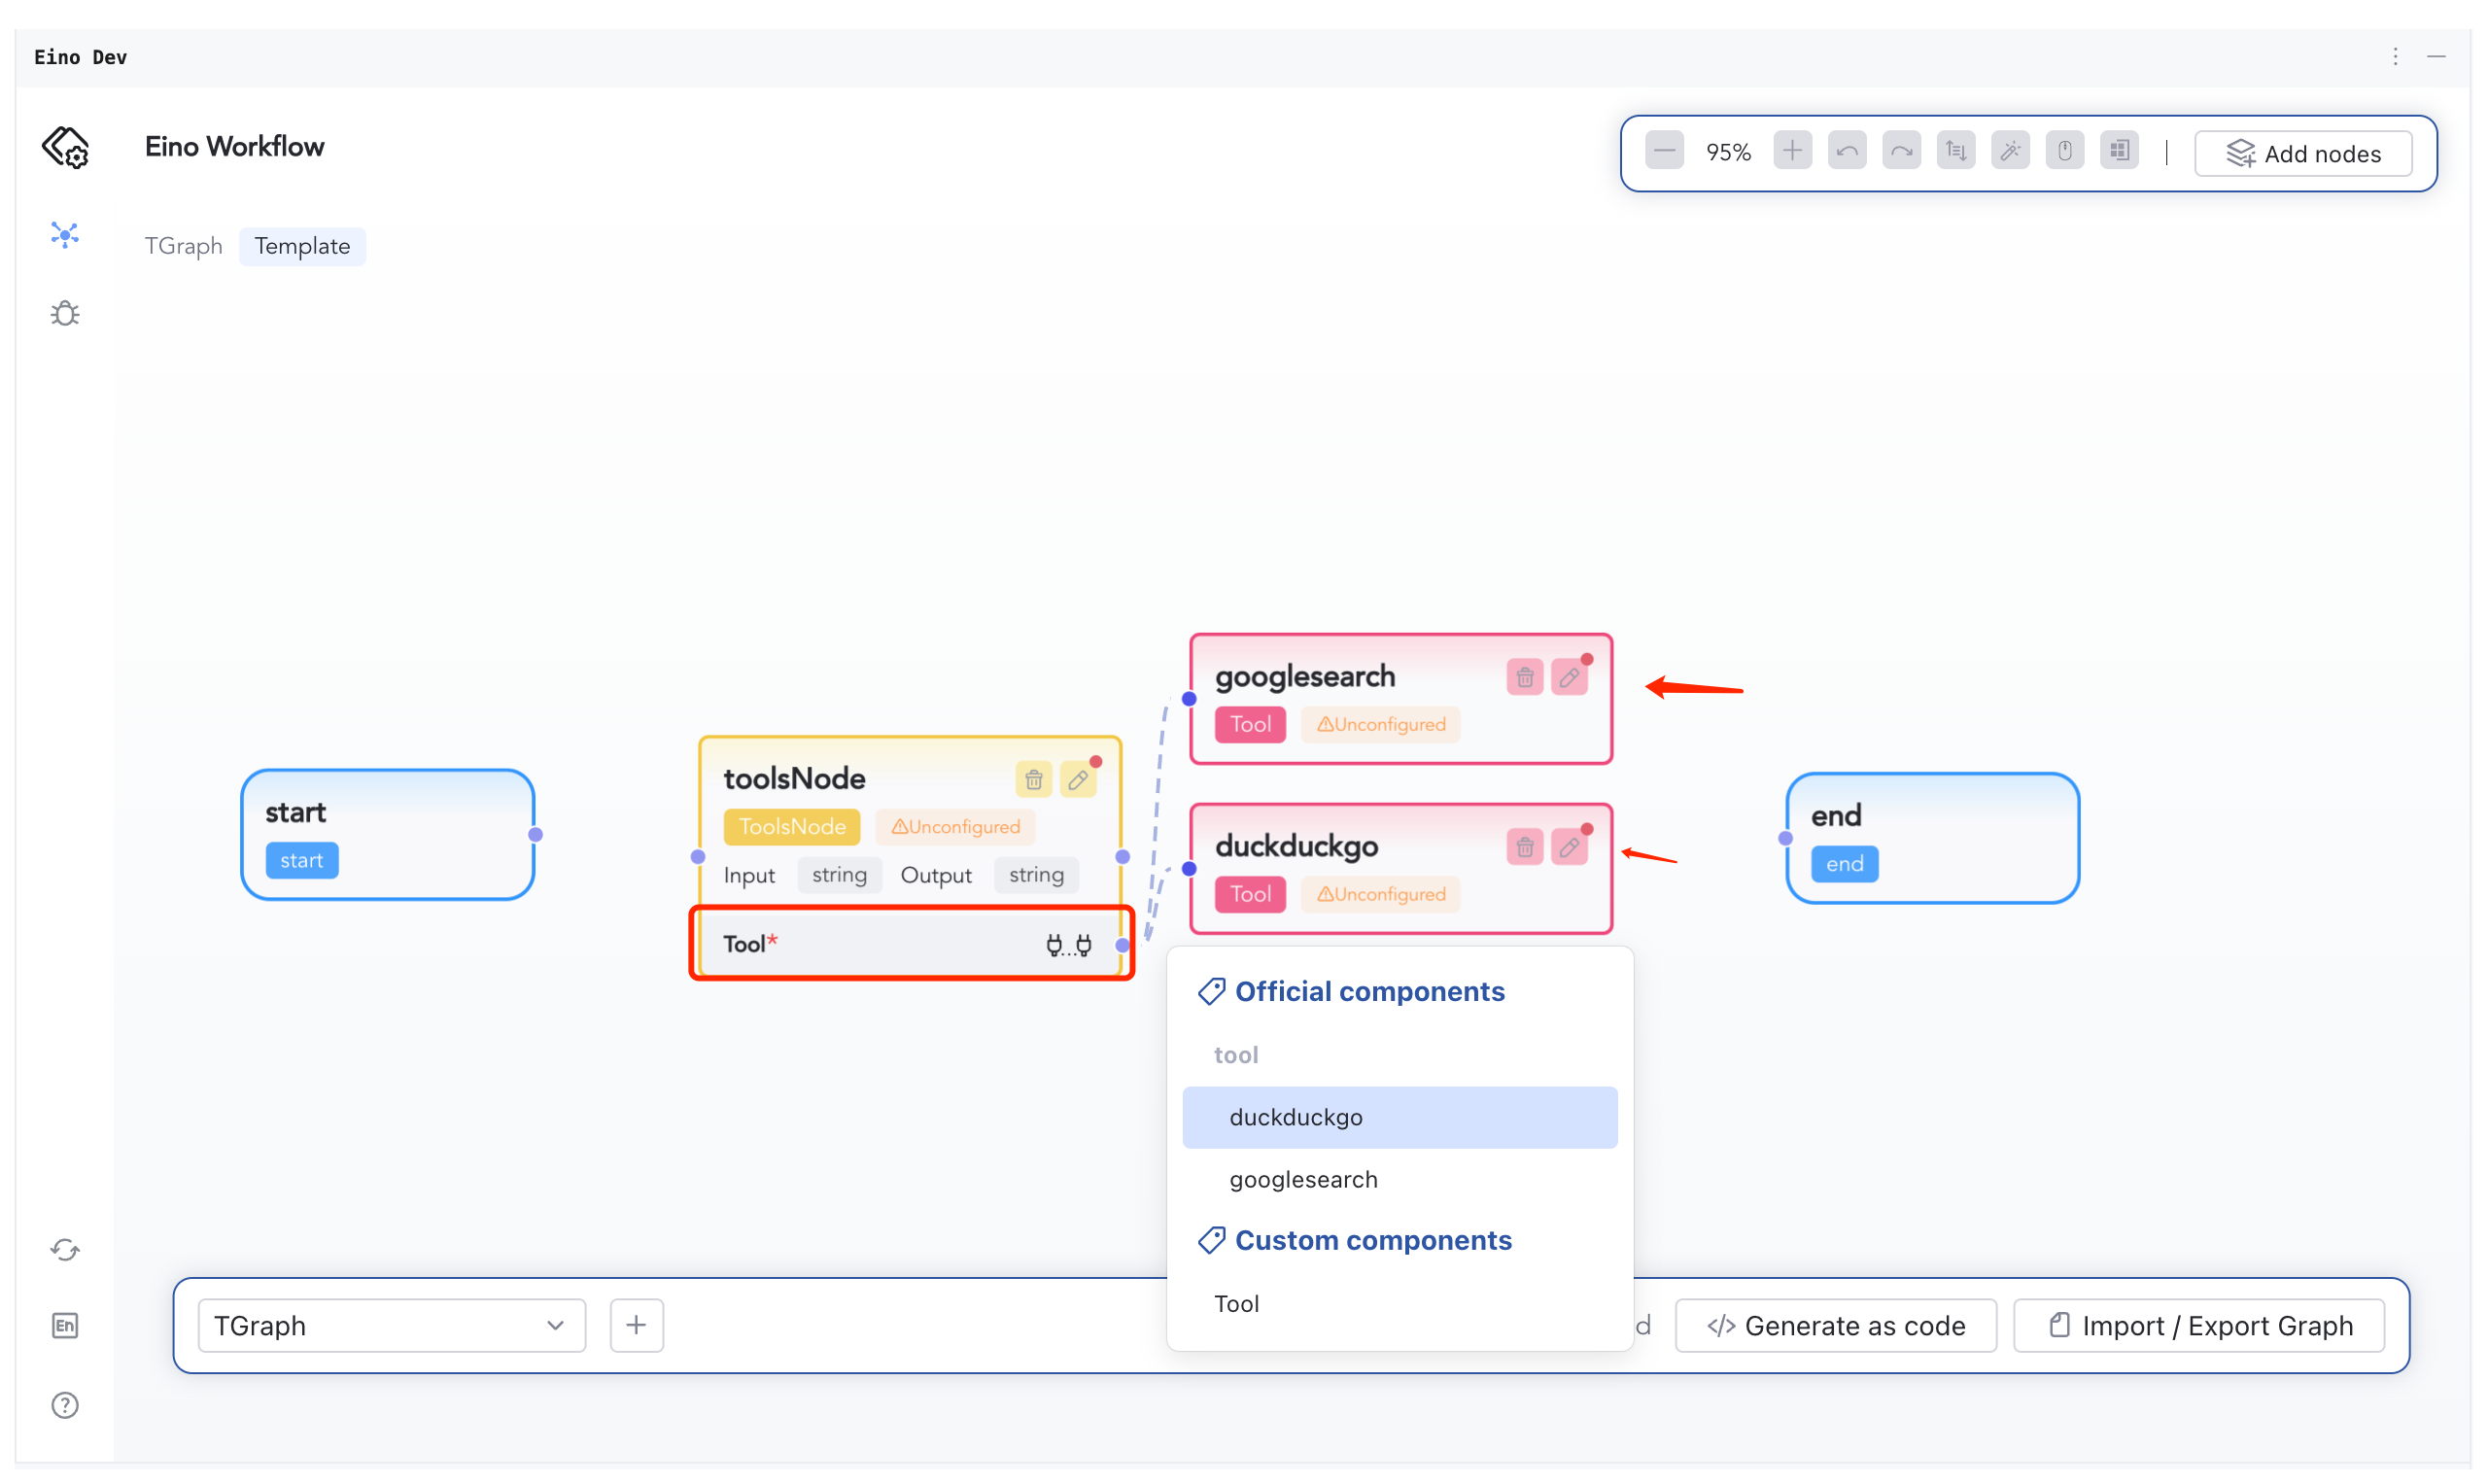 Eino Dev
Eino Workflow
95%
Add nodes
TGraph Template
googlesearch
Tool Unconfigured
toolsNode
ToolsNode Unconfigured
Input string Output string
Tool*
start
start
duckduckgo
Tool Unconfigured
end
end
Official components
tool
duckduckgo
googlesearch
Custom components
Tool
En
TGraph
d
</> Generate as code
Import / Export Graph